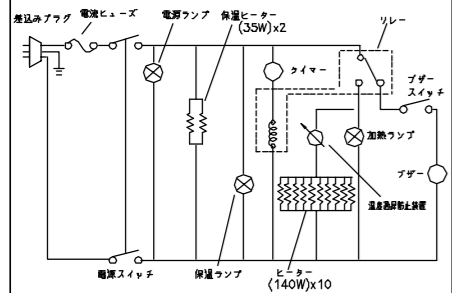 差込みプラグ
電流ヒューズ
電源ランプ
保温ヒーター
(35W)x2
リレー
タイマー
ブザー
スイッチ
加熱ランプ
ブザー
温度過昇防止装置
電源スイッチ
保温ランプ
ヒーター
(140W)x10